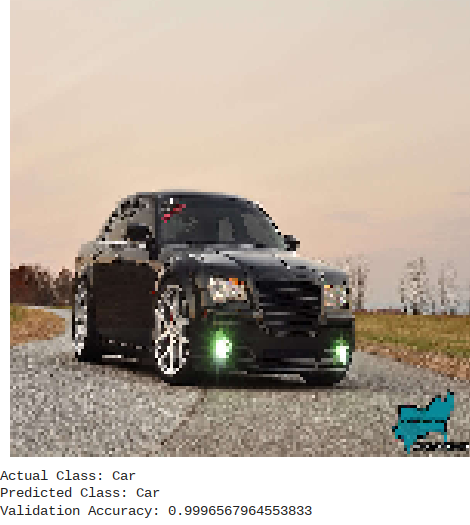 Actual Class: Car
Predicted Class: Car
Validation Accuracy: 0.9996567964553833